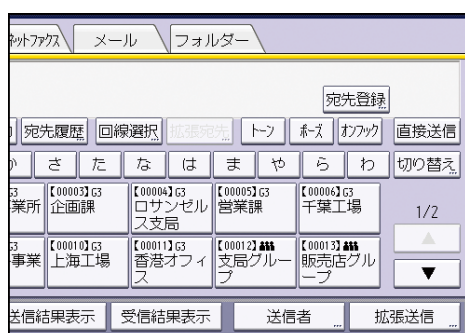 ネットファクス メール フォルダー
宛先登録
宛先履歴 回線選択 拡張宛先 トーン ポーズ オンフック 直接送信
か さ た な は ま や ら わ 切り替え
G3 【00003】G3 【00004】G3 【00005】G3 【00006】G3
業所 企画課 ロサンゼル 営業課 千葉工場 1/2
ス支局
G3 【00010】G3 【00011】G3 【00012】 【00013】
事業 上海工場 香港オフィ 支局グルー 販売店グル
ス プ ープ
送信結果表示 受信結果表示 送信者 拡張送信